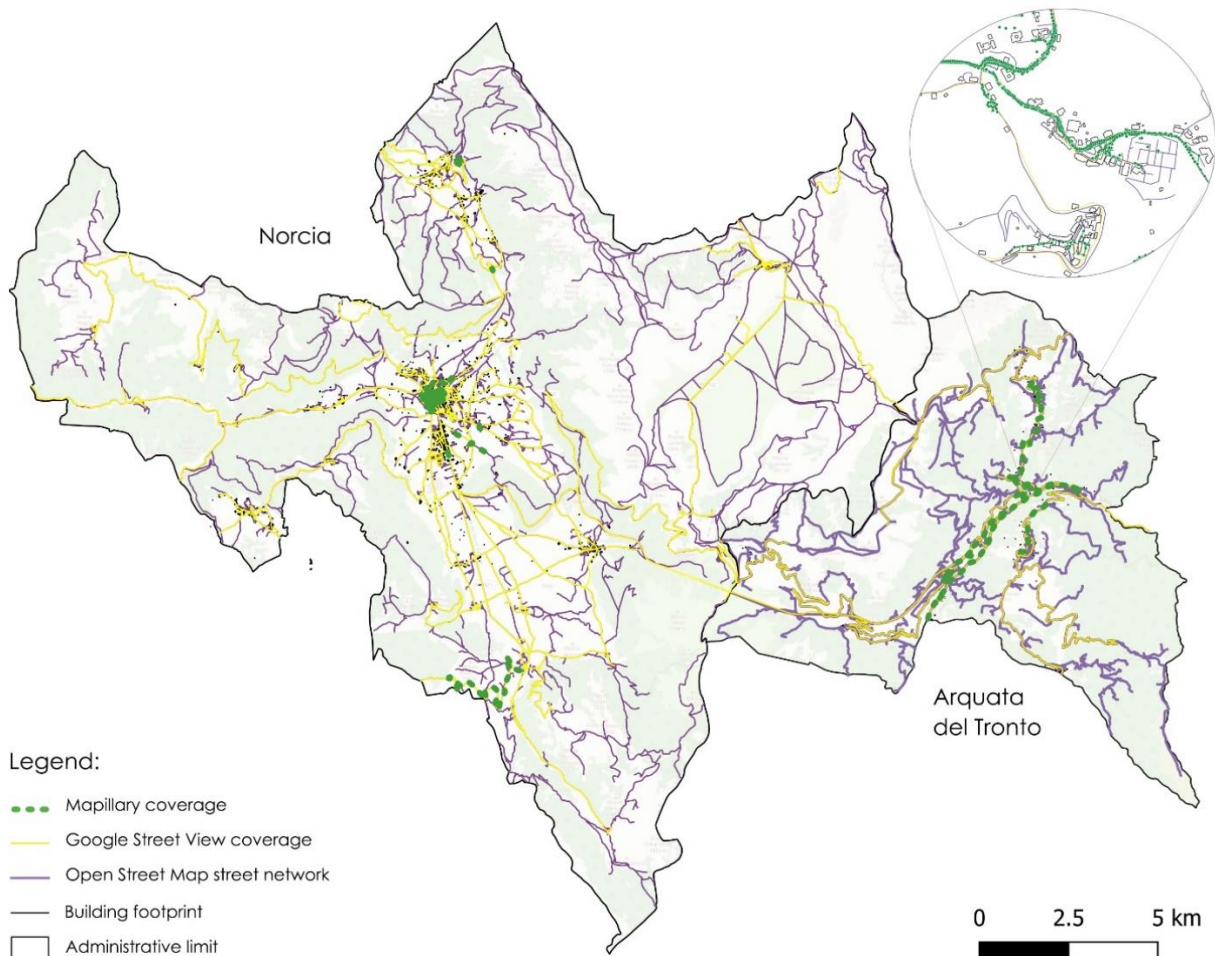 Norcia
Arquata
del Tronto
Legend:
Mapillary coverage
Google Street View coverage
Open Street Map street network
Building footprint
Administrative limit
0 2.5 5 km